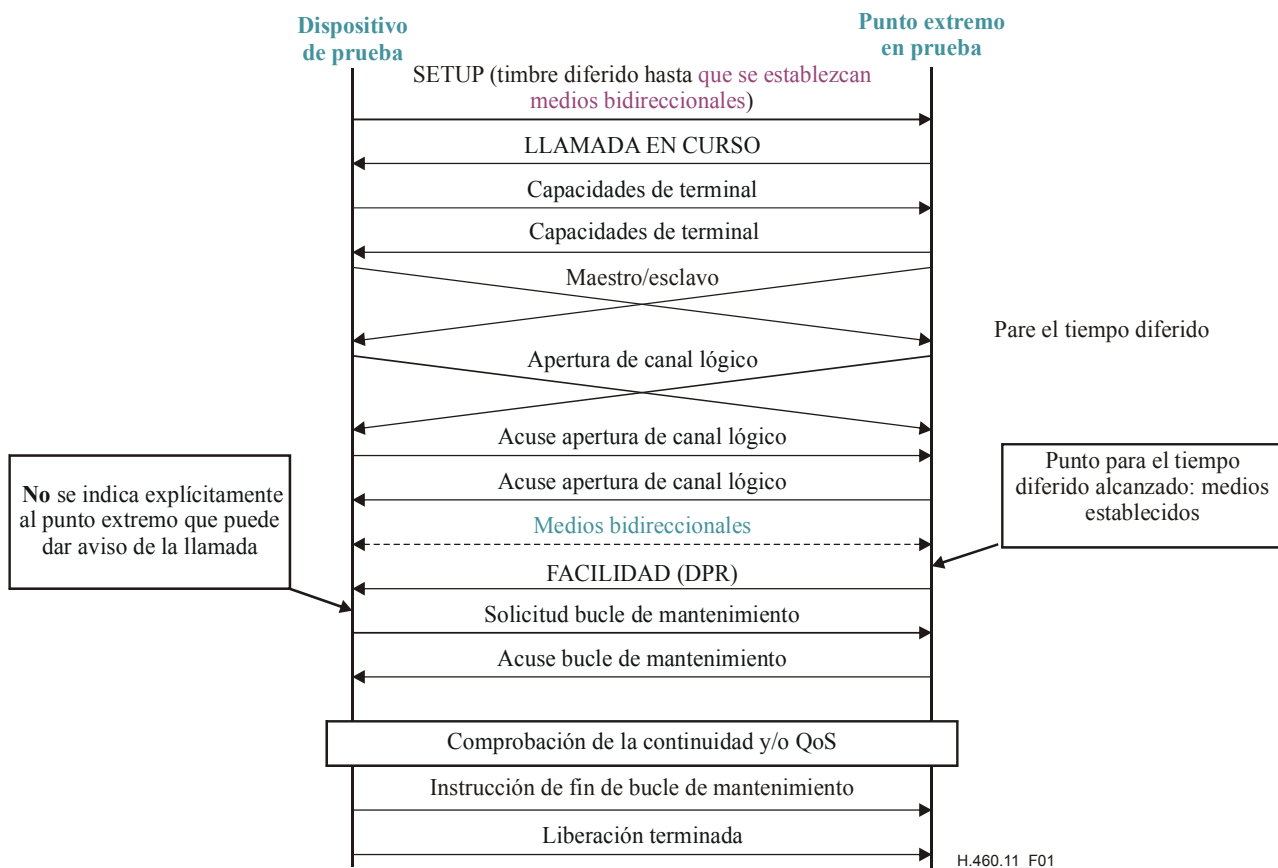 Dispositivo
de prueba
Punto extremo
en prueba
SETUP (timbre diferido hasta que se establezcan
medios bidireccionales)
LLAMADA EN CURSO
Capacidades de terminal
Capacidades de terminal
Maestro/esclavo
Pare el tiempo diferido
Apertura de canal lógico
Acuse apertura de canal lógico
Punto para el tiempo
diferido alcanzado: medios
establecidos
No se indica explícitamente
al punto extremo que puede
dar aviso de la llamada
Acuse apertura de canal lógico
Medios bidireccionales
FACILIDAD (DPR)
Solicitud bucle de mantenimiento
Acuse bucle de mantenimiento
Comprobación de la continuidad y/o QoS
Instrucción de fin de bucle de mantenimiento
Liberación terminada
H.460.11_F01